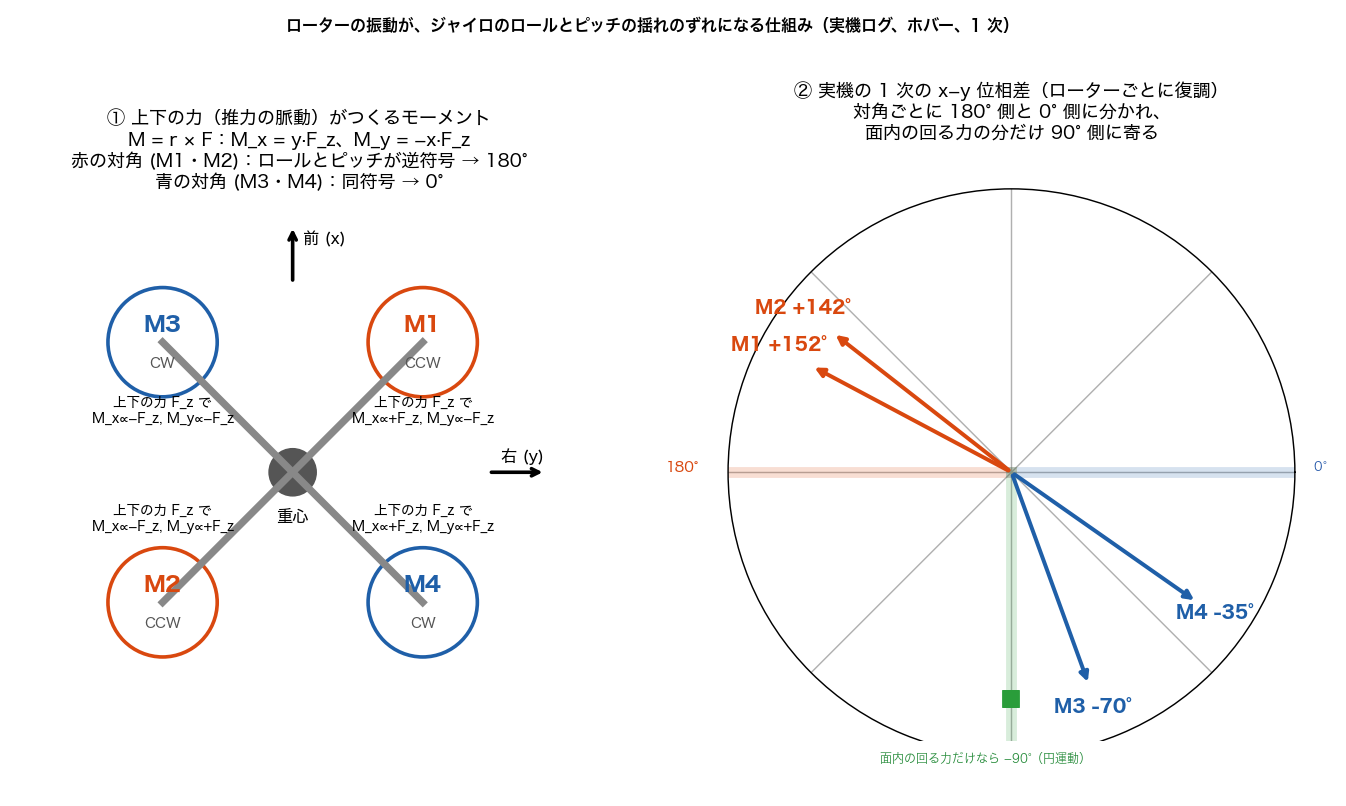 ローターの振動が、ジャイロのロールとピッチの揺れのずれになる仕組み（実機ログ、ホバー、1 次）
① 上下の力（推力の脈動）がつくるモーメント
M = r × F：M_x = y·F_z、M_y = −x·F_z
赤の対角 (M1・M2)：ロールとピッチが逆符号 → 180°
青の対角 (M3・M4)：同符号 → 0°
前 (x)
M3
CW
上下の力 F_z で
M_x∝−F_z, M_y∝−F_z
M1
CCW
上下の力 F_z で
M_x∝+F_z, M_y∝−F_z
右 (y)
重心
上下の力 F_z で
M_x∝−F_z, M_y∝+F_z
M2
CCW
上下の力 F_z で
M_x∝+F_z, M_y∝+F_z
M4
CW
② 実機の 1 次の x−y 位相差（ローターごとに復調）
対角ごとに 180° 側と 0° 側に分かれ、
面内の回る力の分だけ 90° 側に寄る
M2 +142°
M1 +152°
180°
0°
M4 -35°
M3 -70°
面内の回る力だけなら −90°（円運動）